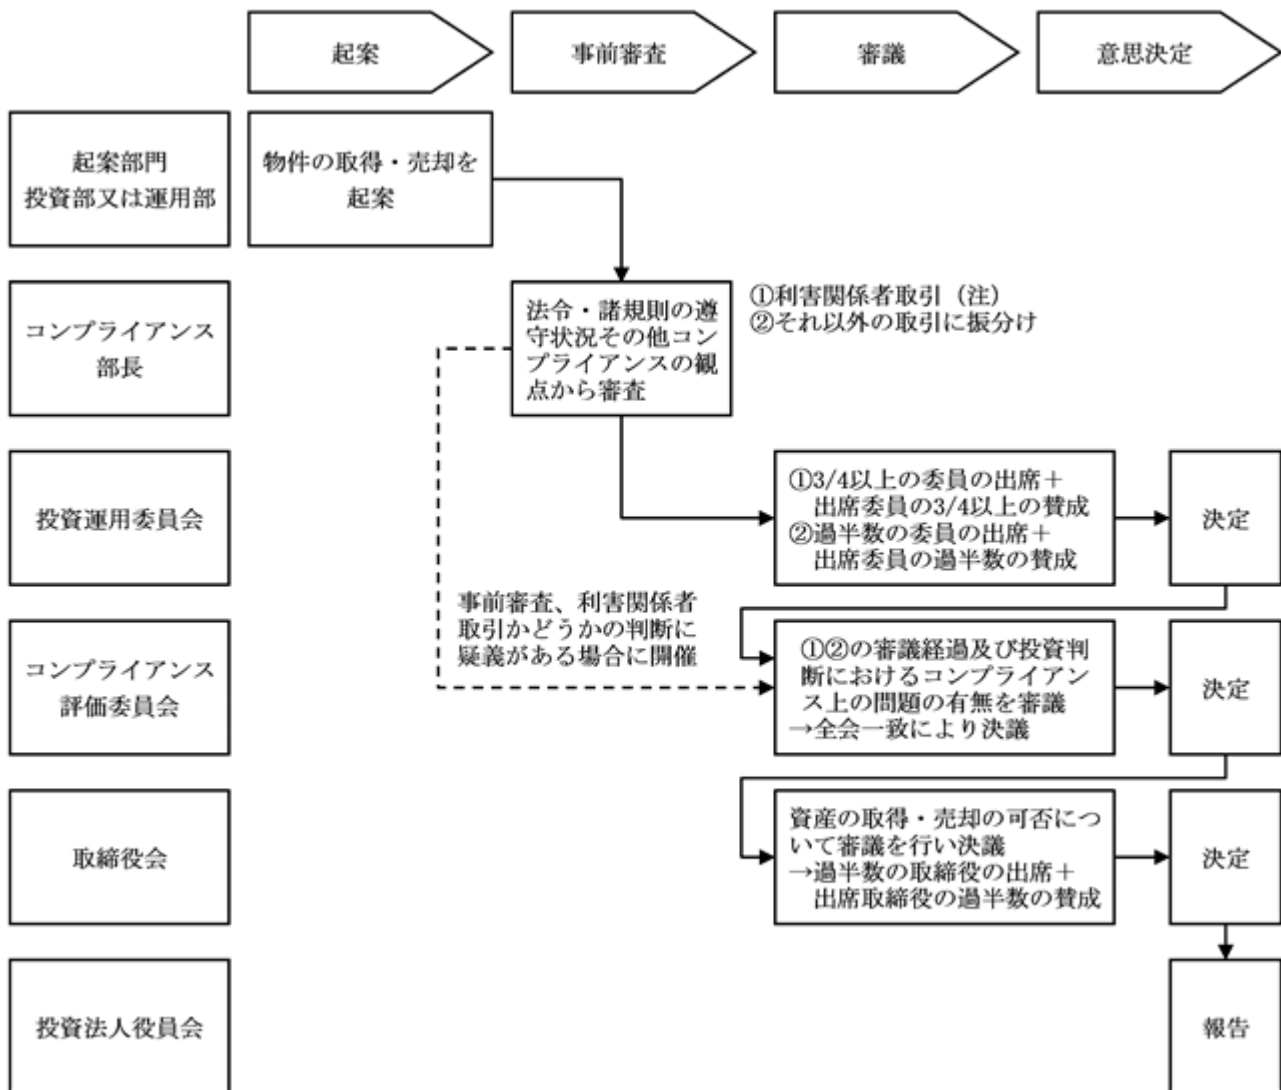 起案
事前審査
審議
意思決定
起案部門
投資部又は運用部
物件の取得・売却を
起案
コンプライアンス
部長
法令・諸規則の遵
守状況その他コン
プライアンスの観
点から審査
①利害関係者取引（注）
②それ以外の取引に振分け
投資運用委員会
①3/4以上の委員の出席＋
出席委員の3/4以上の賛成
②過半数の委員の出席＋
出席委員の過半数の賛成
決定
事前審査、利害関係者
取引かどうかの判断に
疑義がある場合に開催
コンプライアンス
評価委員会
①②の審議経過及び投資判
断におけるコンプライアン
ス上の問題の有無を審議
→全会一致により決議
決定
取締役会
資産の取得・売却の可否につ
いて審議を行い決議
→過半数の取締役の出席＋
出席取締役の過半数の賛成
決定
投資法人役員会
報告